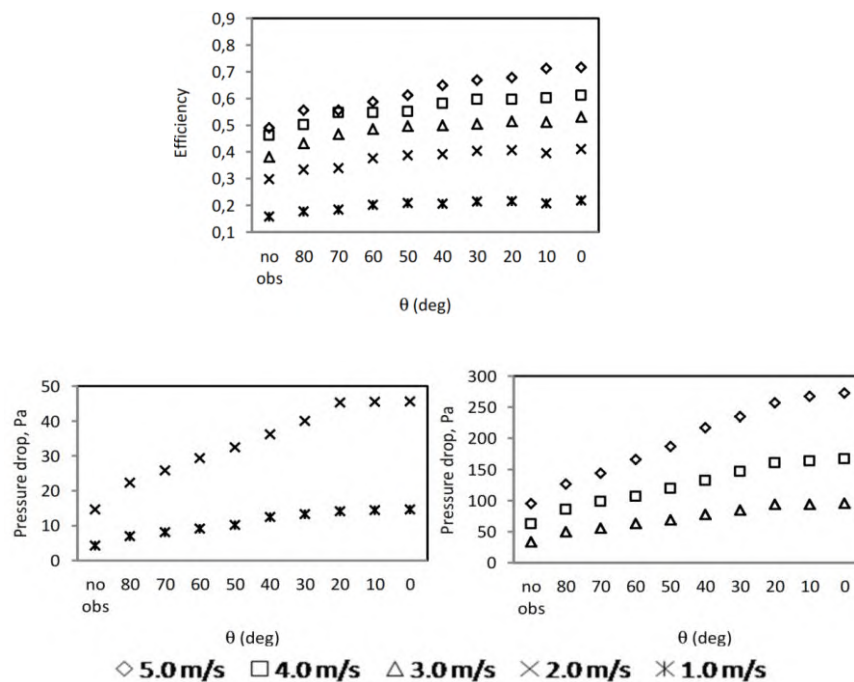 0,9
0,8
0,7
0,6
0,5
0,4
0,3
0,2
0,1
Efficiency
no obs 80 70 60 50 40 30 20 10 0
θ (deg)
50
40
30
20
10
0
Pressure drop, Pa
no obs 80 70 60 50 40 30 20 10 0
θ (deg)
300
250
200
150
100
50
0
Pressure drop, Pa
no obs 80 70 60 50 40 30 20 10 0
θ (deg)
5.0 m/s 4.0 m/s 3.0 m/s 2.0 m/s 1.0 m/s